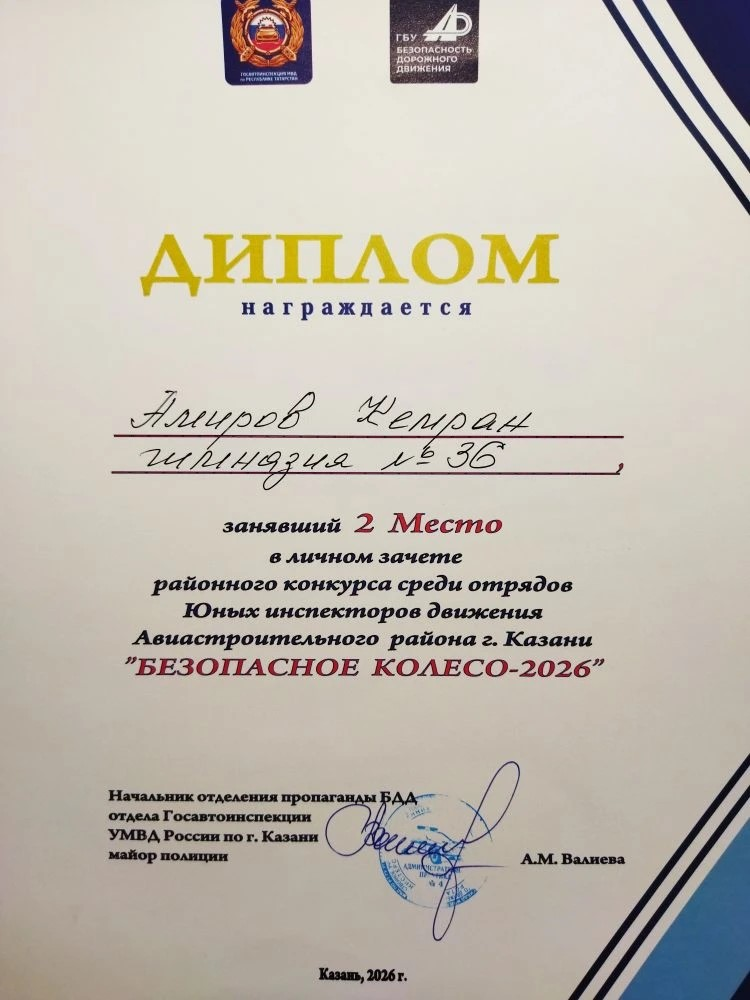 ГОСАВТОИНСПЕКЦИЯ МВД
по РЕСПУБЛИКЕ ТАТАРСТАН
ГБУ
БЕЗОПАСНОСТЬ
ДОРОЖНОГО
ДВИЖЕНИЯ
ДИПЛОМ
награждается
Амиров Кемран
гимназия № 36,
занявший 2 Место
в личном зачете
районного конкурса среди отрядов
Юных инспекторов движения
Авиастроительного района г. Казани
"БЕЗОПАСНОЕ КОЛЕСО-2026"
Начальник отделения пропаганды БДД
отдела Госавтоинспекции
УМВД России по г. Казани
майор полиции
А.М. Валиева
Казань, 2026 г.